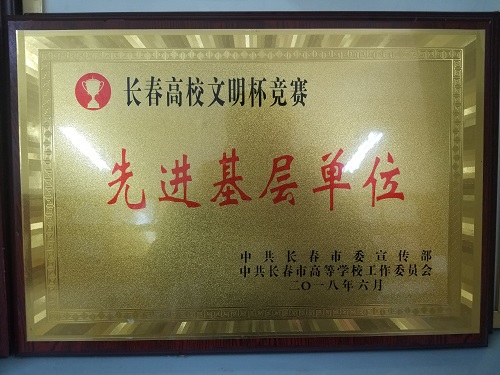 长春高校文明杯竞赛
先进基层单位
中共长春市委宣传部
中共长春市高等学校工作委员会
二〇一八年六月